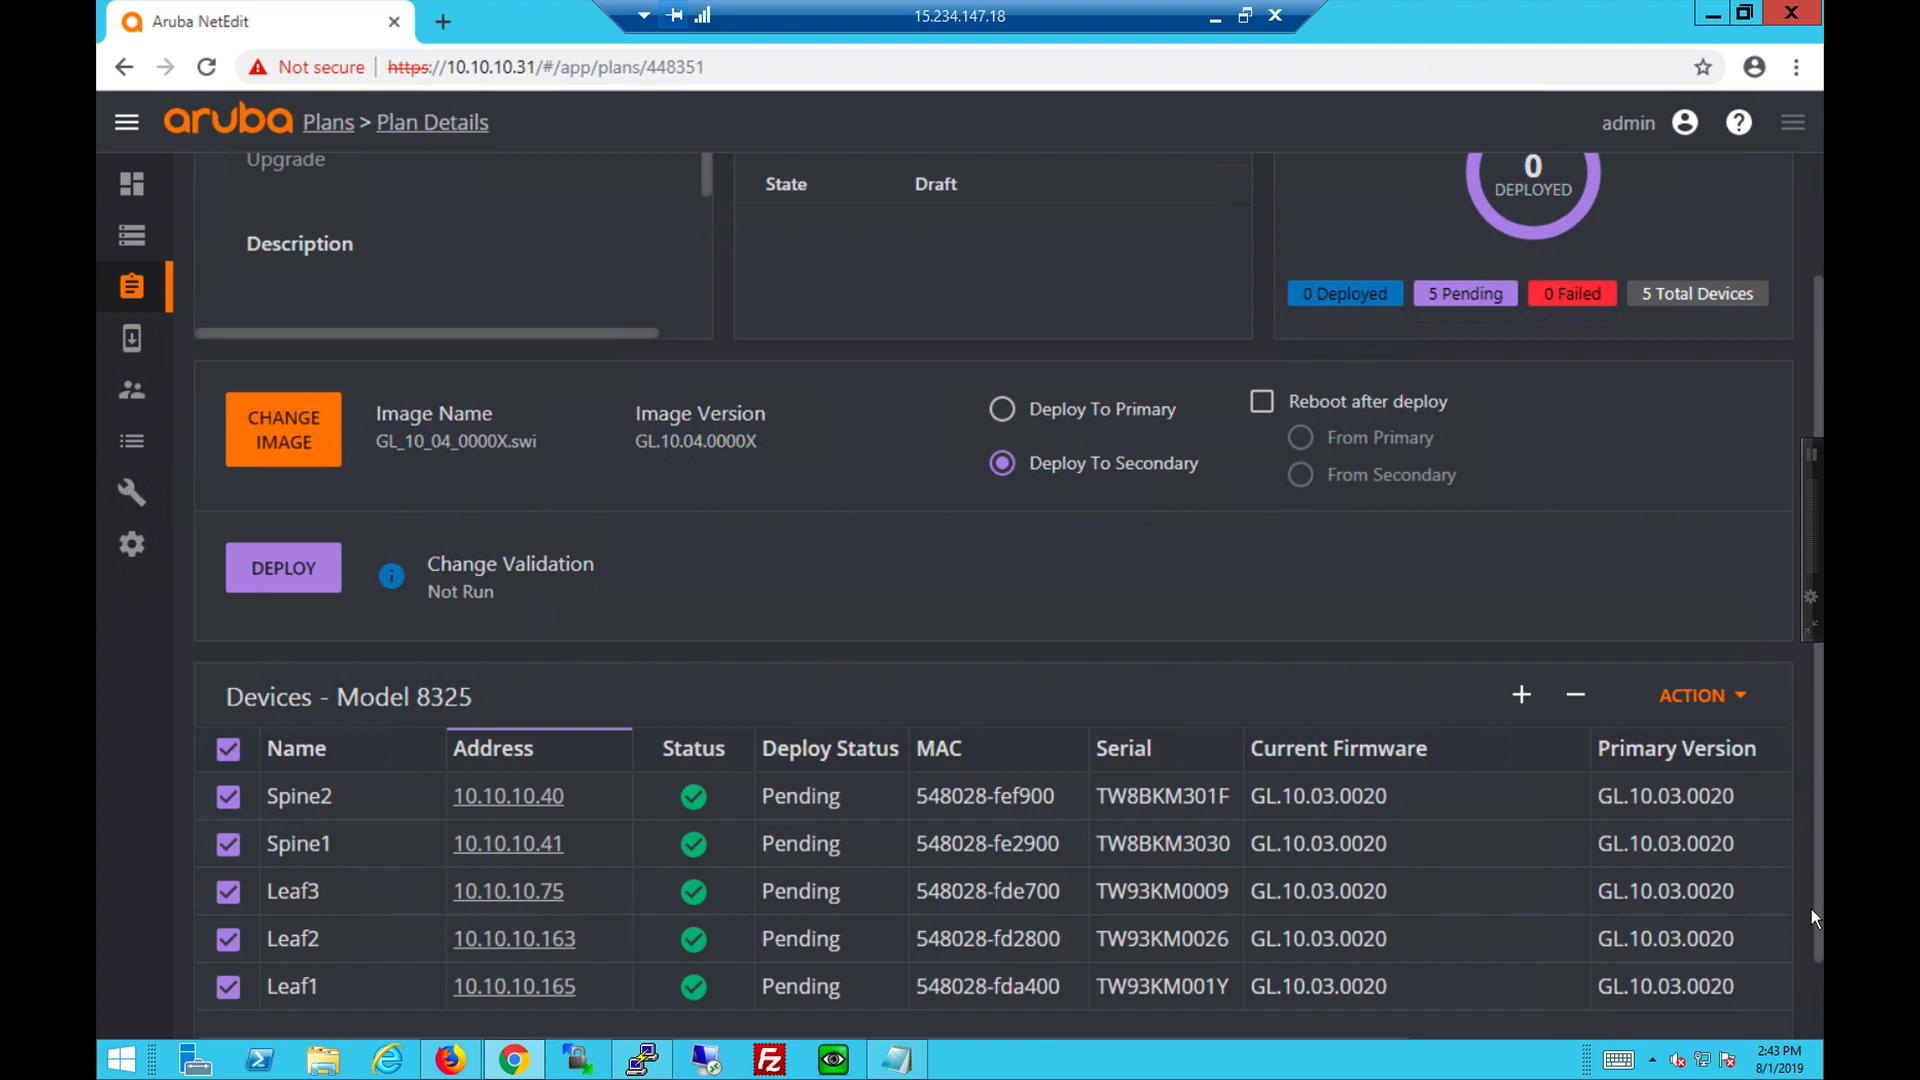 Aruba NetEdit
15.234.147.18
Not secure https://10.10.10.31/#/app/plans/448351
aruba Plans > Plan Details
admin
Upgrade
Description
State Draft
0
DEPLOYED
0 Deployed 5 Pending 0 Failed 5 Total Devices
CHANGE
IMAGE
Image Name
GL_10_04_0000X.swi
Image Version
GL.10.04.0000X
Deploy To Primary
Deploy To Secondary
Reboot after deploy
From Primary
From Secondary
DEPLOY
Change Validation
Not Run
Devices - Model 8325
ACTION
Name Address Status Deploy Status MAC Serial Current Firmware Primary Version
Spine2 10.10.10.40 Pending 548028-fef900 TW8BKM301F GL.10.03.0020 GL.10.03.0020
Spine1 10.10.10.41 Pending 548028-fe2900 TW8BKM3030 GL.10.03.0020 GL.10.03.0020
Leaf3 10.10.10.75 Pending 548028-fde700 TW93KM0009 GL.10.03.0020 GL.10.03.0020
Leaf2 10.10.10.163 Pending 548028-fd2800 TW93KM0026 GL.10.03.0020 GL.10.03.0020
Leaf1 10.10.10.165 Pending 548028-fda400 TW93KM001Y GL.10.03.0020 GL.10.03.0020
2:43 PM
8/1/2019